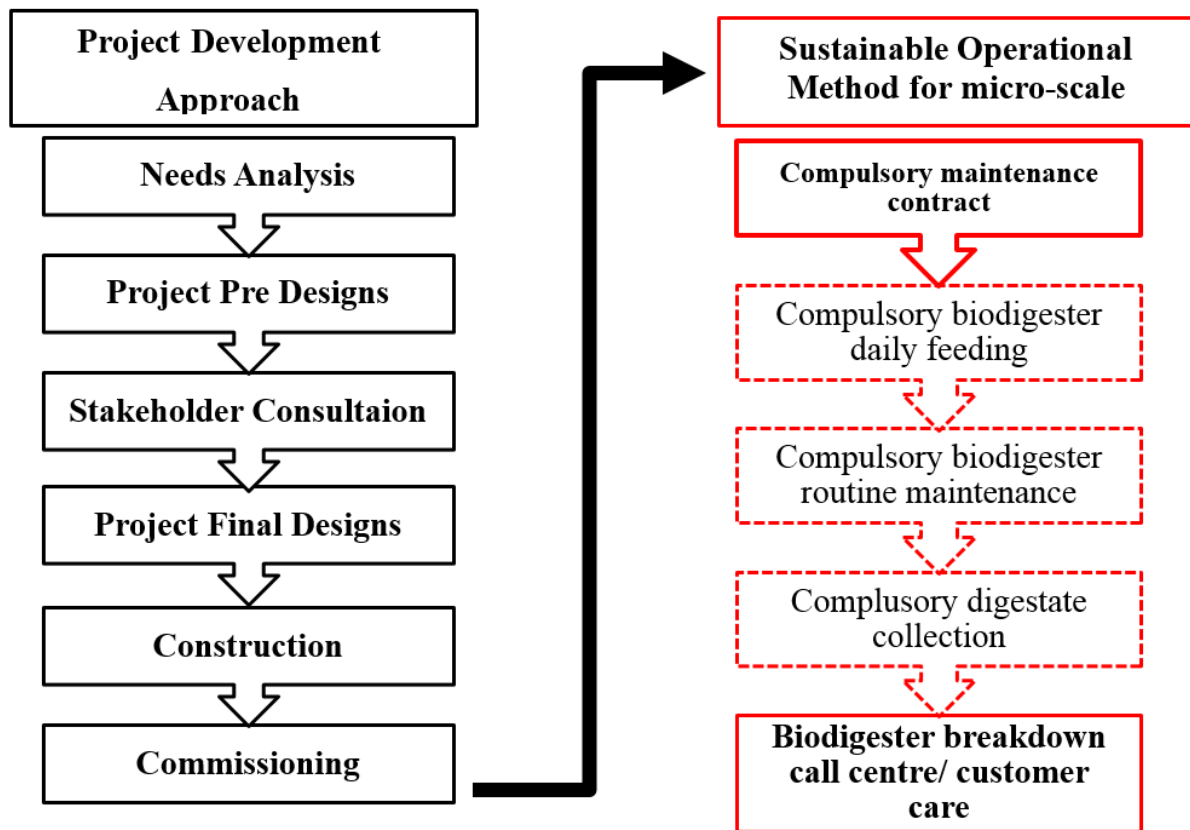 Project Development
Approach
Needs Analysis
Project Pre Designs
Stakeholder Consultaion
Project Final Designs
Construction
Commissioning
Sustainable Operational
Method for micro-scale
Compulsory maintenance
contract
Compulsory biodigester
daily feeding
Compulsory biodigester
routine maintenance
Complusory digestate
collection
Biodigester breakdown
call centre/ customer
care